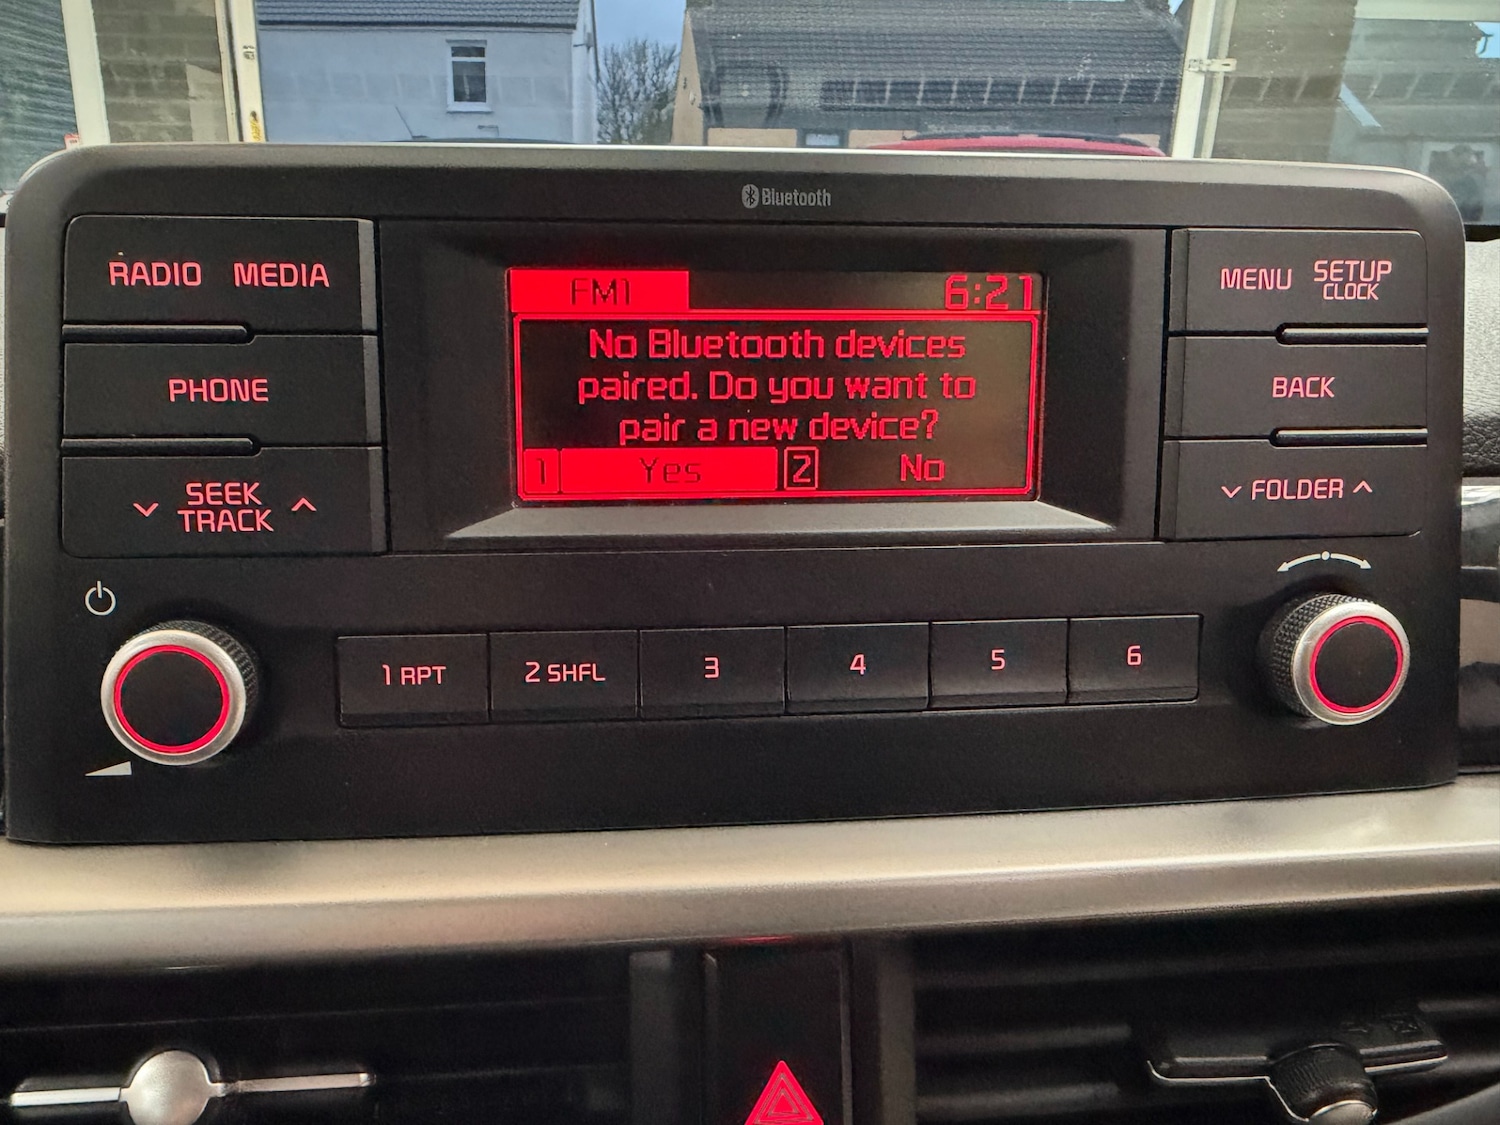 Bluetooth
RADIO MEDIA
PHONE
SEEK
TRACK
FM1 6:21
No Bluetooth devices
paired. Do you want to
pair a new device?
1 Yes 2 No
MENU SETUP
CLOCK
BACK
FOLDER
1 RPT 2 SHFL 3 4 5 6